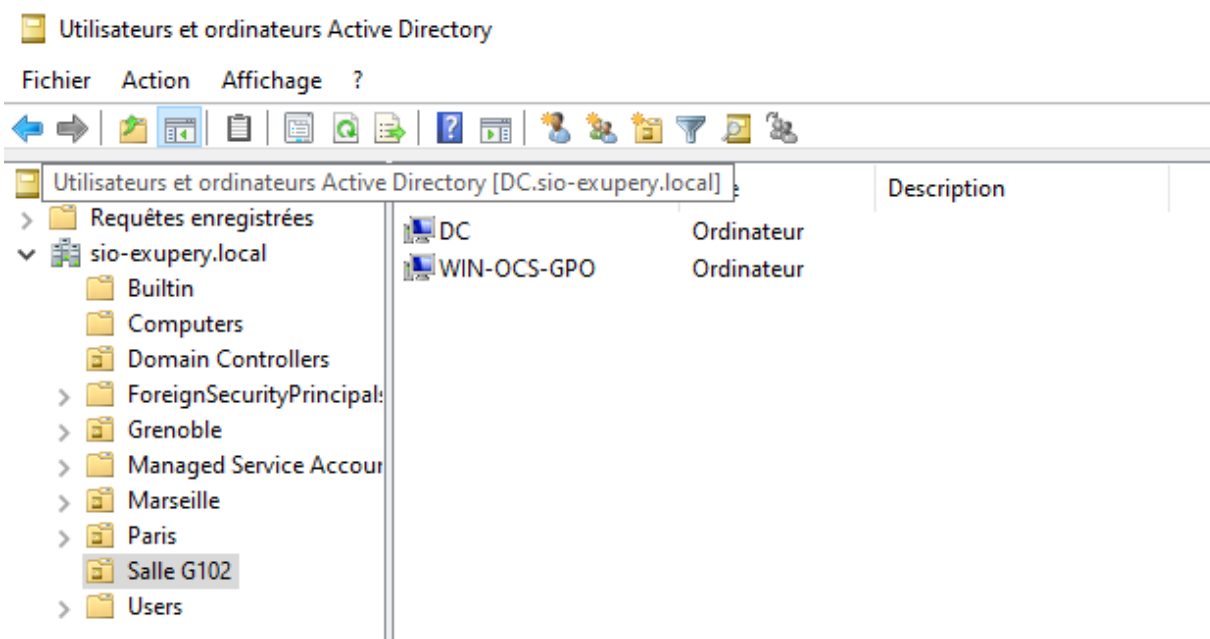 Utilisateurs et ordinateurs Active Directory
Fichier Action Affichage ?
Utilisateurs et ordinateurs Active Directory [DC.sio-exupery.local]
Description
Requêtes enregistrées
sio-exupery.local
Builtin
Computers
Domain Controllers
ForeignSecurityPrincipals
Grenoble
Managed Service Accour
Marseille
Paris
Salle G102
Users
DC Ordinateur
WIN-OCS-GPO Ordinateur